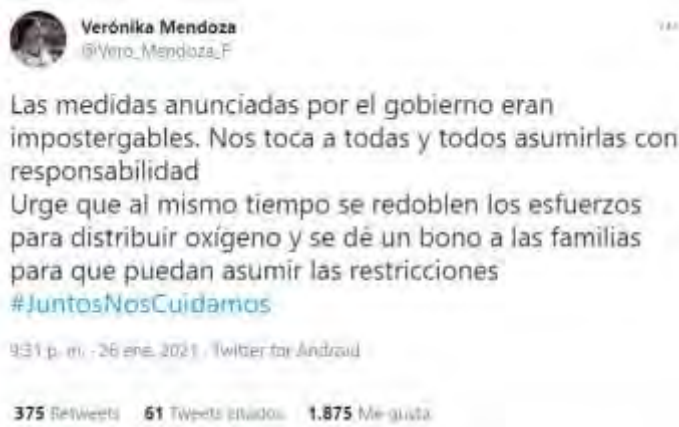 Verónika Mendoza
@Vero_Mendoza_F
Las medidas anunciadas por el gobierno eran
impostergables. Nos toca a todas y todos asumirlas con
responsabilidad
Urge que al mismo tiempo se redoblen los esfuerzos
para distribuir oxígeno y se dé un bono a las familias
para que puedan asumir las restricciones
#JuntosNosCuidamos
9:31 p. m. · 26 ene. 2021 · Twitter for Android
375 Retweets 61 Tweets citados 1.875 Me gusta